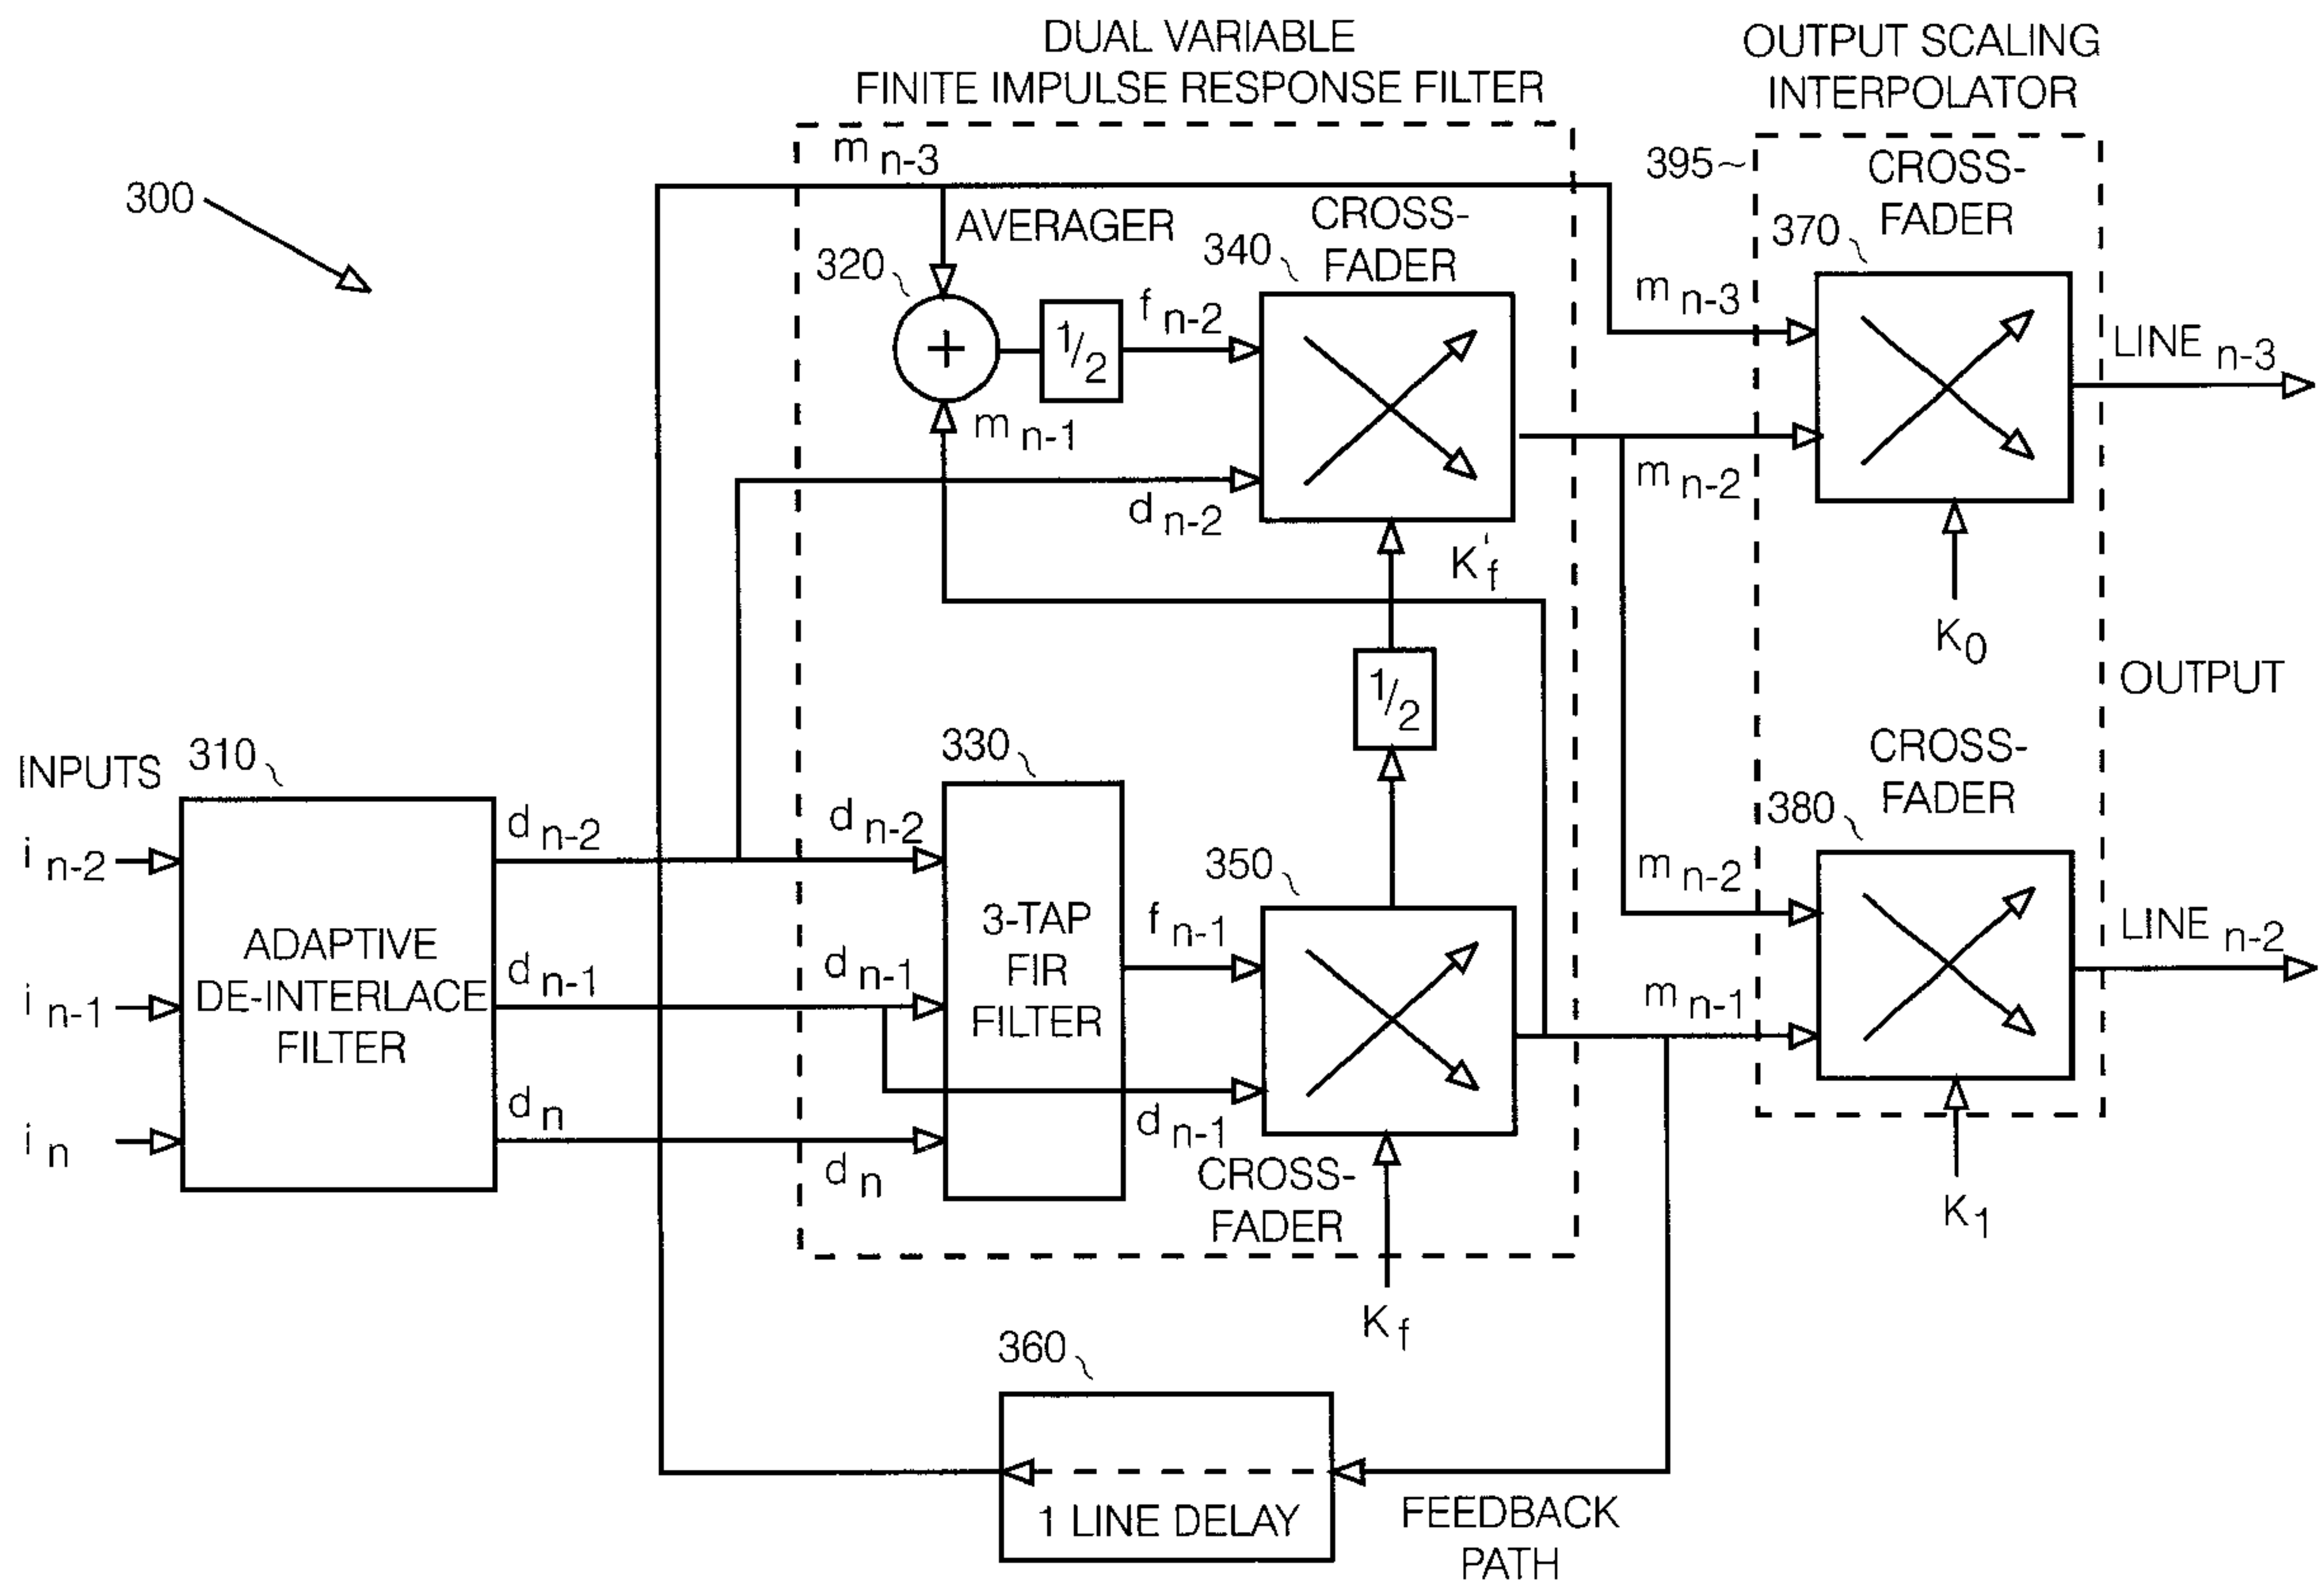 DUAL VARIABLE
FINITE IMPULSE RESPONSE FILTER
OUTPUT SCALING
INTERPOLATOR
300
m n-3
AVERAGER
320
+
1/2
f n-2
m n-1
d n-2
CROSS-
FADER
340
K'f
1/2
395~
CROSS-
FADER
370
m n-3
m n-2
K0
LINE n-3
OUTPUT
INPUTS
310
i n-2
i n-1
i n
ADAPTIVE
DE-INTERLACE
FILTER
d n-2
d n-1
d n
d n-2
d n-1
d n
330
3-TAP
FIR
FILTER
f n-1
d n-1
350
CROSS-
FADER
Kf
CROSS-
FADER
380
m n-2
m n-1
K1
LINE n-2
360
1 LINE DELAY
FEEDBACK
PATH